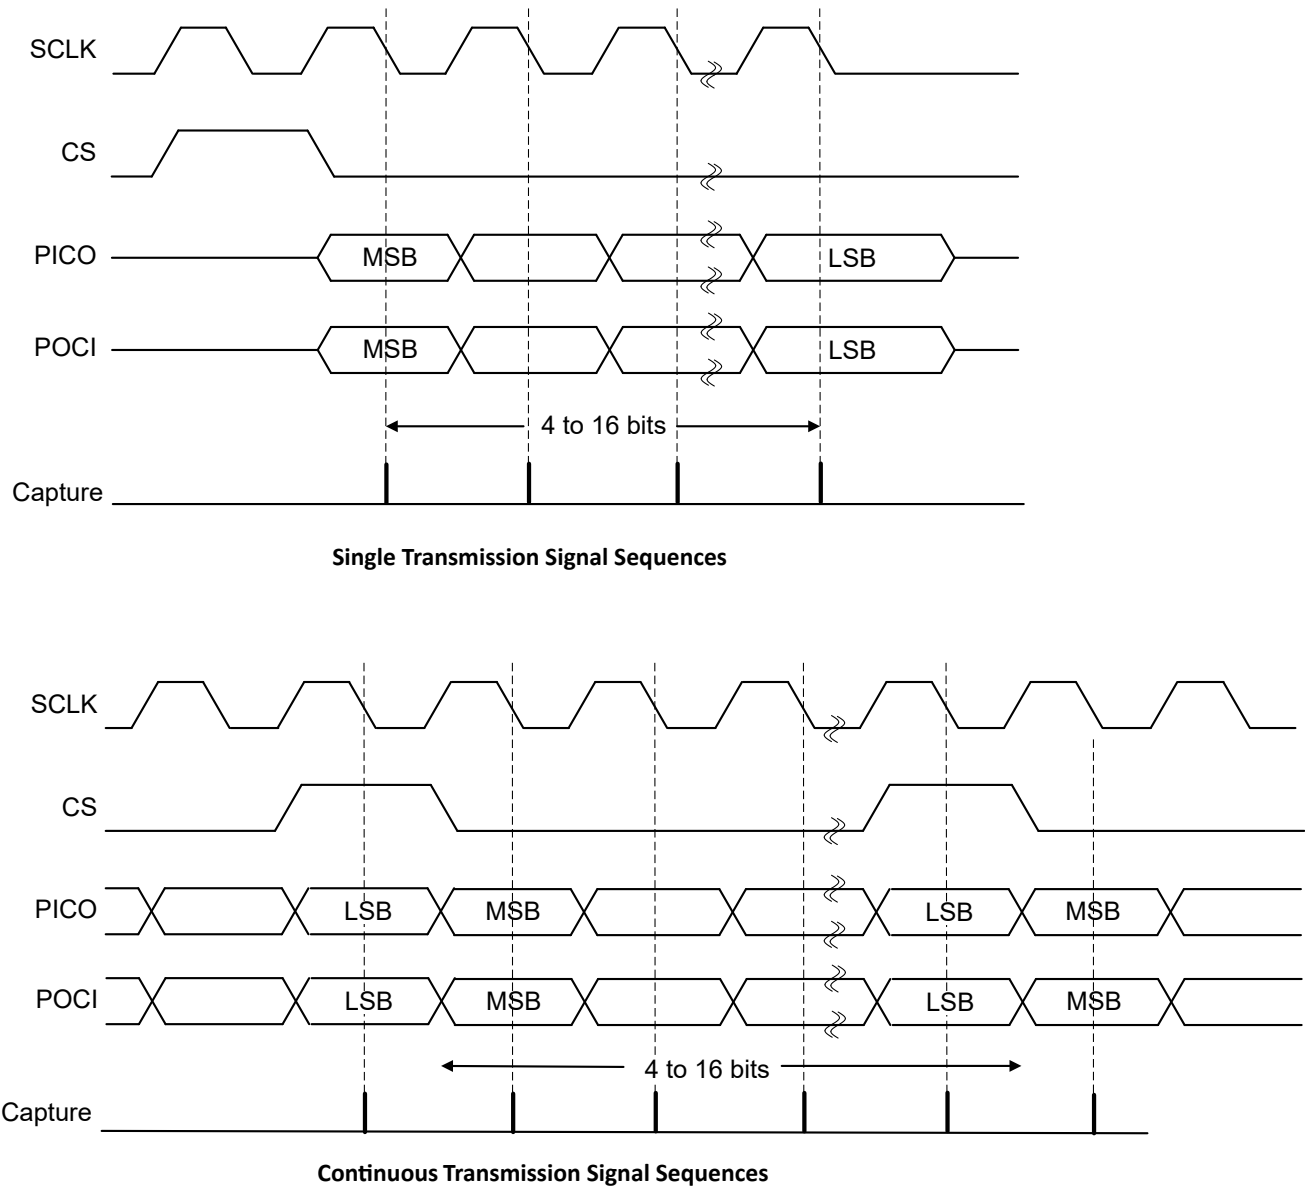 SCLK
CS
PICO MSB LSB
POCI MSB LSB
4 to 16 bits
Capture
Single Transmission Signal Sequences
SCLK
CS
PICO LSB MSB LSB MSB
POCI LSB MSB LSB MSB
4 to 16 bits
Capture
Continuous Transmission Signal Sequences